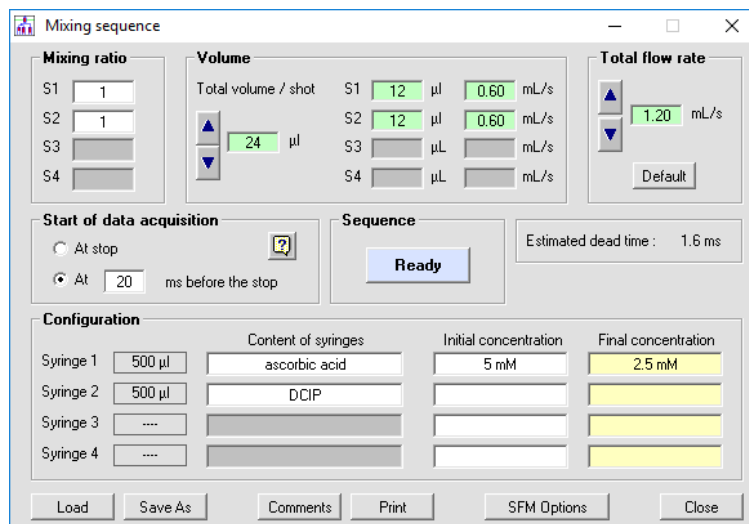 Mixing sequence
Mixing ratio
S1 1
S2 1
S3
S4
Volume
Total volume / shot
24 µl
S1 12 µl 0.60 mL/s
S2 12 µl 0.60 mL/s
S3 µL mL/s
S4 µL mL/s
Total flow rate
1.20 mL/s
Default
Start of data acquisition
At stop
At 20 ms before the stop
?
Sequence
Ready
Estimated dead time : 1.6 ms
Configuration
Content of syringes Initial concentration Final concentration
Syringe 1 500 µl ascorbic acid 5 mM 2.5 mM
Syringe 2 500 µl DCIP
Syringe 3 ----
Syringe 4 ----
Load Save As Comments Print SFM Options Close